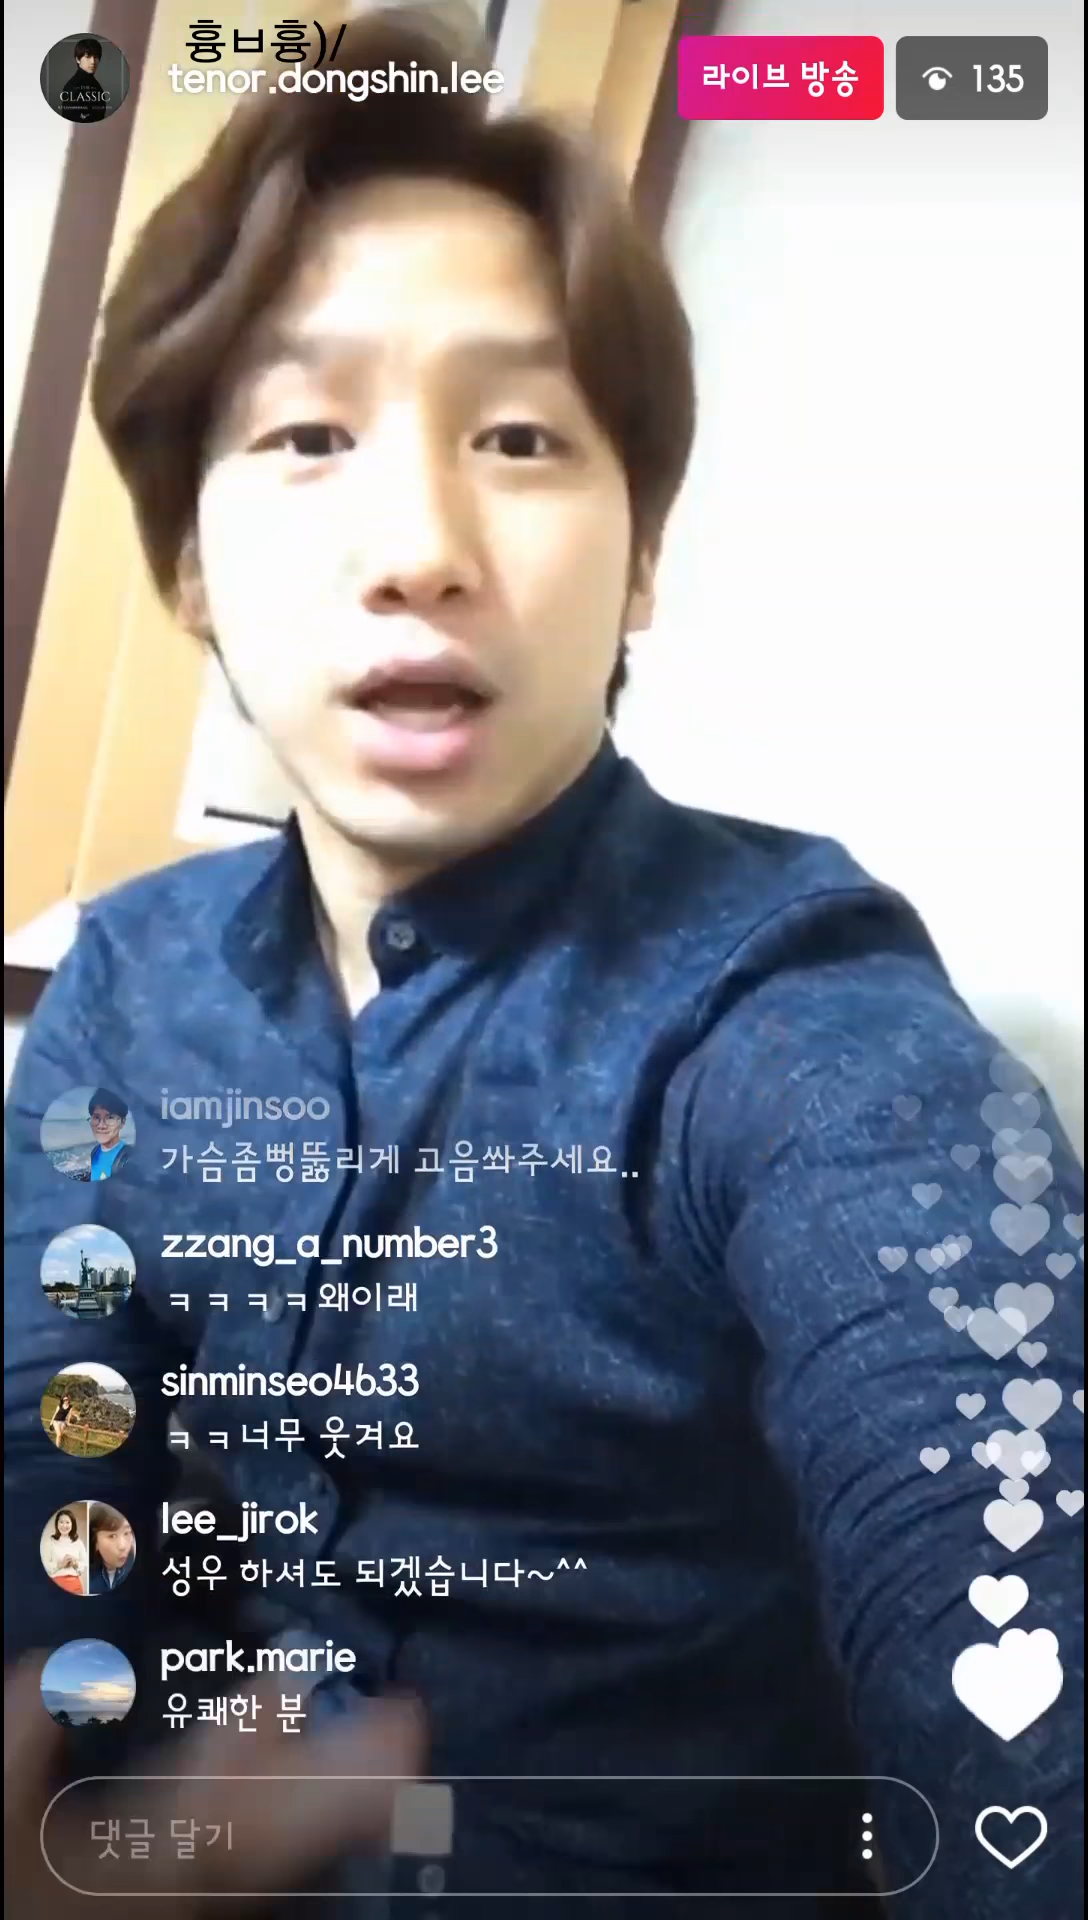 흉ㅂ흉)/
tenor.dongshin.lee
라이브 방송
135
CLASSIC
iamjinsoo
가슴좀뻥뚫리게 고음쏴주세요..
zzang_a_number3
ㅋㅋㅋㅋ왜이래
sinminseo4633
ㅋㅋ너무 웃겨요
lee_jirok
성우 하셔도 되겠습니다~^^
park.marie
유쾌한 분
댓글 달기